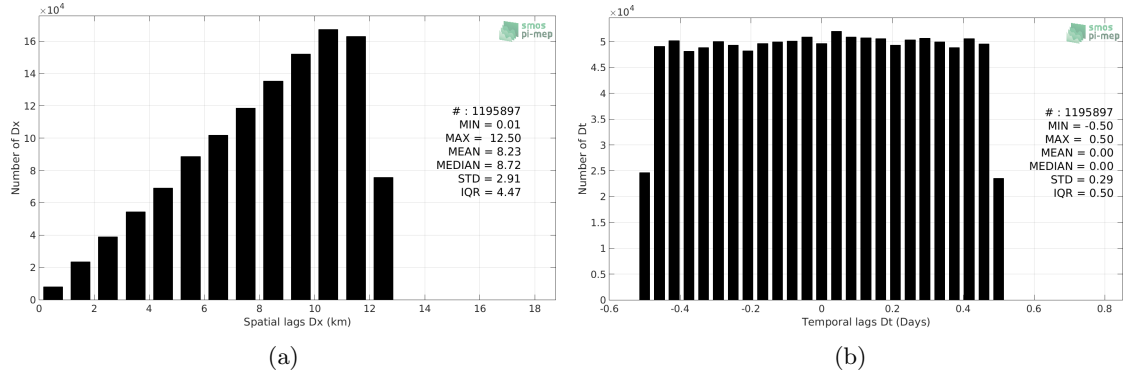 ×10^4
smos
pi-mep
16
14
12
10
8
6
4
2
0
Number of Dx
# : 1195897
MIN = 0.01
MAX = 12.50
MEAN = 8.23
MEDIAN = 8.72
STD = 2.91
IQR = 4.47
0 2 4 6 8 10 12 14 16 18
Spatial lags Dx (km)
(a)
×10^4
smos
pi-mep
5
4.5
4
3.5
3
2.5
2
1.5
1
0.5
0
Number of Dt
# : 1195897
MIN = -0.50
MAX = 0.50
MEAN = 0.00
MEDIAN = 0.00
STD = 0.29
IQR = 0.50
-0.6 -0.4 -0.2 0 0.2 0.4 0.6 0.8
Temporal lags Dt (Days)
(b)